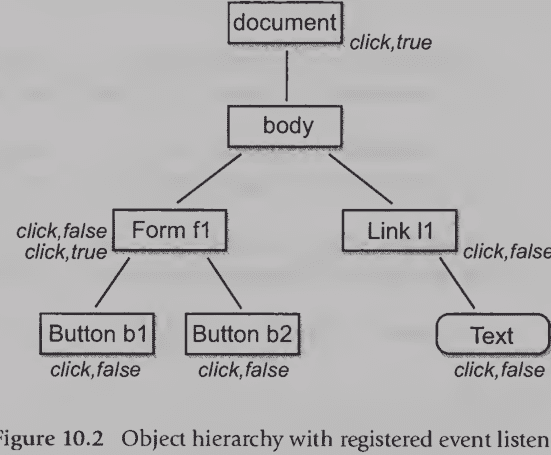 document
click,true
body
click,false
click,true
Form f1
Link l1
click,false
Button b1
Button b2
Text
click,false
click,false
click,false
Figure 10.2 Object hierarchy with registered event listen